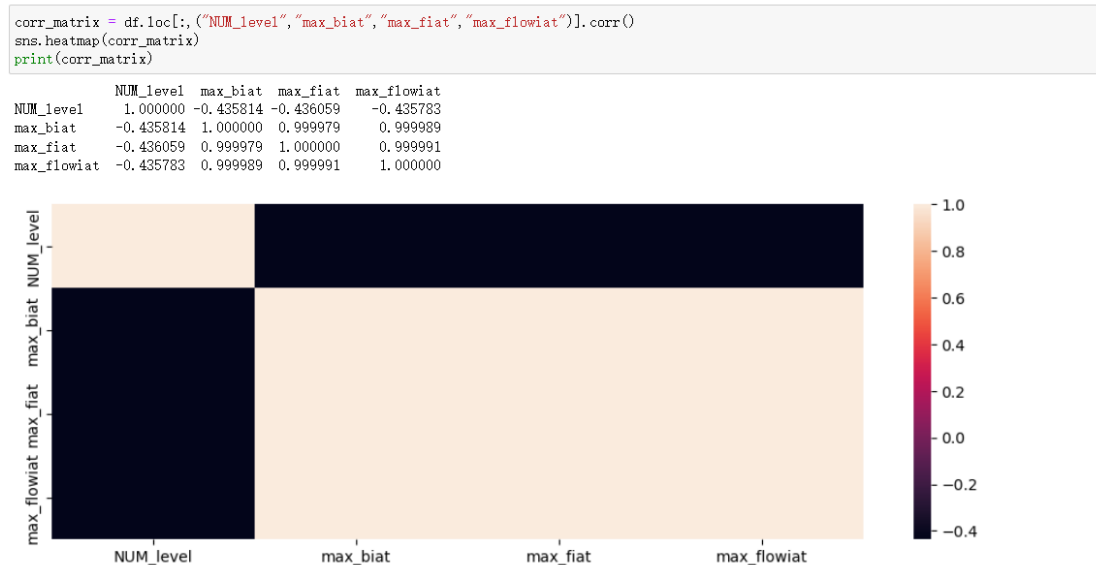 corr_matrix = df.loc[:,("NUM_level","max_biat","max_fiat","max_flowiat")].corr()
sns.heatmap(corr_matrix)
print(corr_matrix)
NUM_level max_biat max_fiat max_flowiat
NUM_level 1.000000 -0.435814 -0.436059 -0.435783
max_biat -0.435814 1.000000 0.999979 0.999989
max_fiat -0.436059 0.999979 1.000000 0.999991
max_flowiat -0.435783 0.999989 0.999991 1.000000
NUM_level
max_biat
max_fiat
max_flowiat
NUM_level max_biat max_fiat max_flowiat
1.0
0.8
0.6
0.4
0.2
0.0
−0.2
−0.4